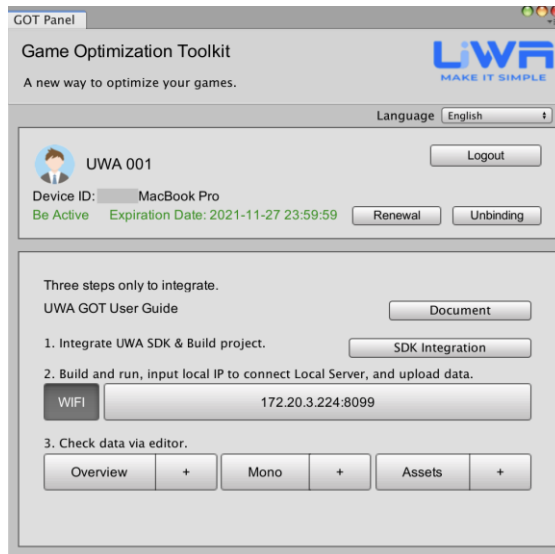 GOT Panel
Game Optimization Toolkit
UWA
MAKE IT SIMPLE
A new way to optimize your games.
Language English
UWA 001
Logout
Device ID: MacBook Pro
Be Active Expiration Date: 2021-11-27 23:59:59 Renewal Unbinding
Three steps only to integrate.
UWA GOT User Guide Document
1. Integrate UWA SDK & Build project. SDK Integration
2. Build and run, input local IP to connect Local Server, and upload data.
WIFI 172.20.3.224:8099
3. Check data via editor.
Overview + Mono + Assets +